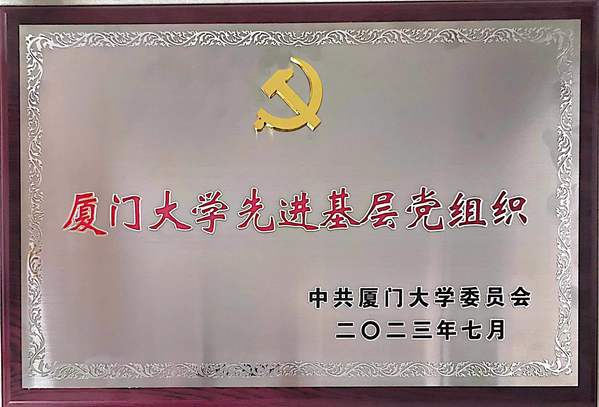 厦门大学先进基层党组织
中共厦门大学委员会
二〇二三年七月